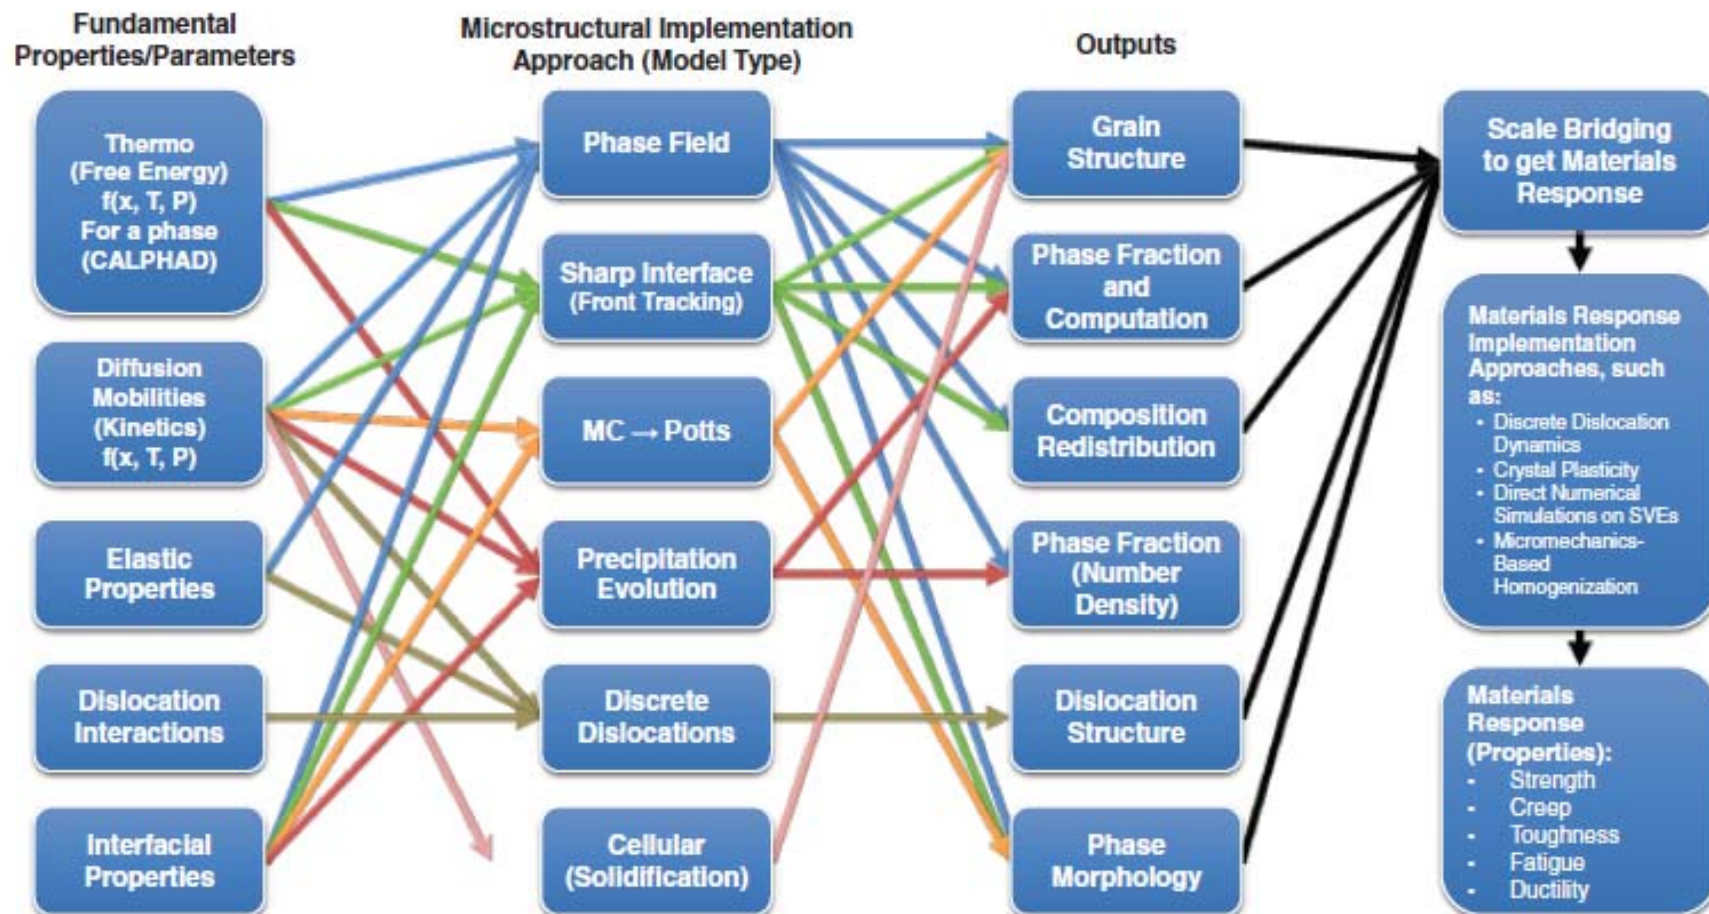 Fundamental
Properties/Parameters
Microstructural Implementation
Approach (Model Type)
Outputs
Thermo
(Free Energy)
f(x, T, P)
For a phase
(CALPHAD)
Diffusion
Mobilities
(Kinetics)
f(x, T, P)
Elastic
Properties
Dislocation
Interactions
Interfacial
Properties
Phase Field
Sharp Interface
(Front Tracking)
MC → Potts
Precipitation
Evolution
Discrete
Dislocations
Cellular
(Solidification)
Grain
Structure
Phase Fraction
and
Computation
Composition
Redistribution
Phase Fraction
(Number
Density)
Dislocation
Structure
Phase
Morphology
Scale Bridging
to get Materials
Response
Materials Response
Implementation
Approaches, such
as:
• Discrete Dislocation
Dynamics
• Crystal Plasticity
• Direct Numerical
Simulations on SVEs
• Micromechanics-
Based
Homogenization
Materials
Response
(Properties):
- Strength
- Creep
- Toughness
- Fatigue
- Ductility